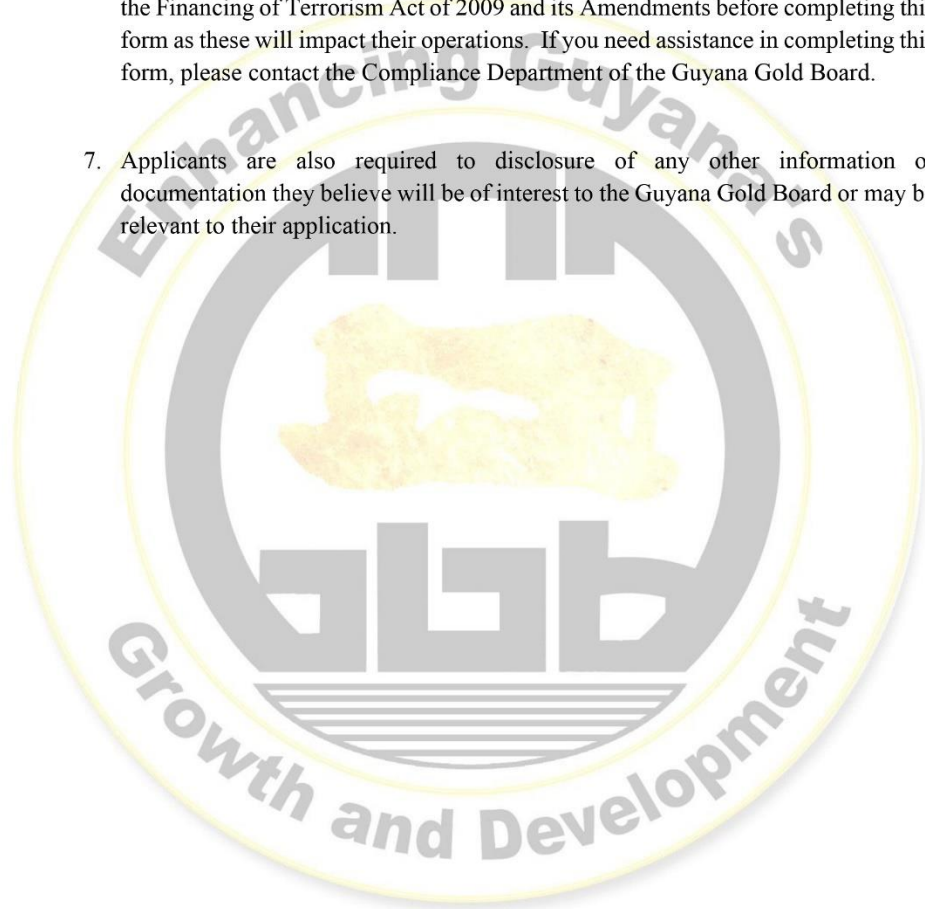 the Financing of Terrorism Act of 2009 and its Amendments before completing thi
form as these will impact their operations. If you need assistance in completing thi
form, please contact the Compliance Department of the Guyana Gold Board.
7. Applicants are also required to disclosure of any other information o
documentation they believe will be of interest to the Guyana Gold Board or may b
relevant to their application.
Enhancing Guyana's
ggb
Growth and Development